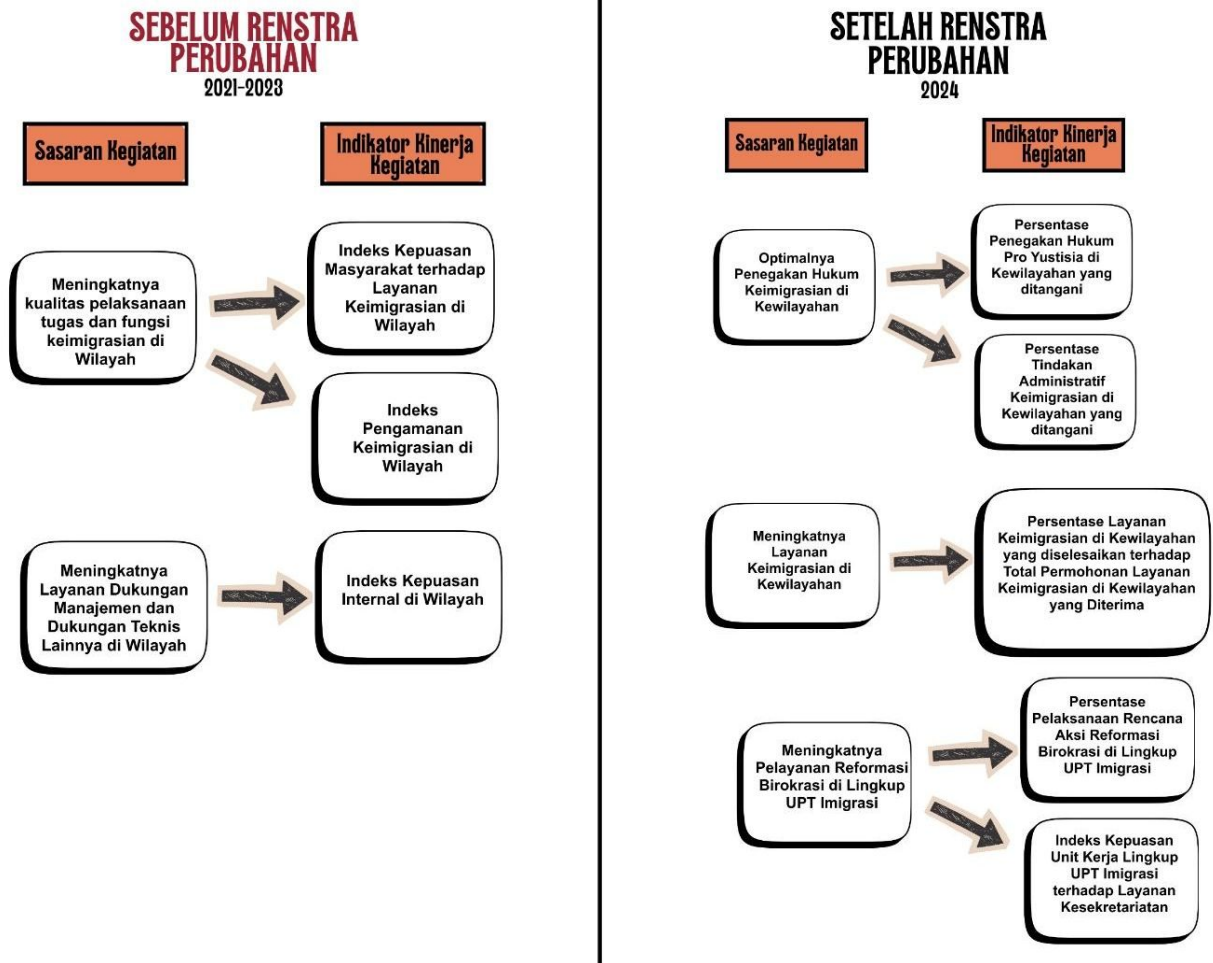 SEBELUM RENSTRA
PERUBAHAN
2021-2023
Sasaran Kegiatan
Indikator Kinerja
Kegiatan
Meningkatnya
kualitas pelaksanaan
tugas dan fungsi
keimigrasian di
Wilayah
Indeks Kepuasan
Masyarakat terhadap
Layanan
Keimigrasian di
Wilayah
Indeks
Pengamanan
Keimigrasian di
Wilayah
Meningkatnya
Layanan Dukungan
Manajemen dan
Dukungan Teknis
Lainnya di Wilayah
Indeks Kepuasan
Internal di Wilayah
SETELAH RENSTRA
PERUBAHAN
2024
Sasaran Kegiatan
Indikator Kinerja
Kegiatan
Optimalnya
Penegakan Hukum
Keimigrasian di
Kewilayahan
Persentase
Penegakan Hukum
Pro Yustisia di
Kewilayahan yang
ditangani
Persentase
Tindakan
Administratif
Keimigrasian di
Kewilayahan yang
ditangani
Meningkatnya
Layanan
Keimigrasian di
Kewilayahan
Persentase Layanan
Keimigrasian di Kewilayahan
yang diselesaikan terhadap
Total Permohonan Layanan
Keimigrasian di Kewilayahan
yang Diterima
Meningkatnya
Pelayanan Reformasi
Birokrasi di Lingkup
UPT Imigrasi
Persentase
Pelaksanaan Rencana
Aksi Reformasi
Birokrasi di Lingkup
UPT Imigrasi
Indeks Kepuasan
Unit Kerja Lingkup
UPT Imigrasi
terhadap Layanan
Kesekretariatan